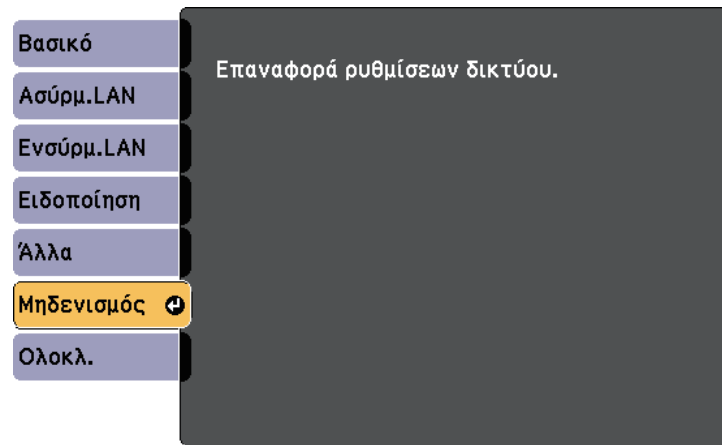 Βασικό
Ασύρμ.LAN
Ενσύρμ.LAN
Ειδοποίηση
Άλλα
Μηδενισμός
Ολοκλ.
Επαναφορά ρυθμίσεων δικτύου.